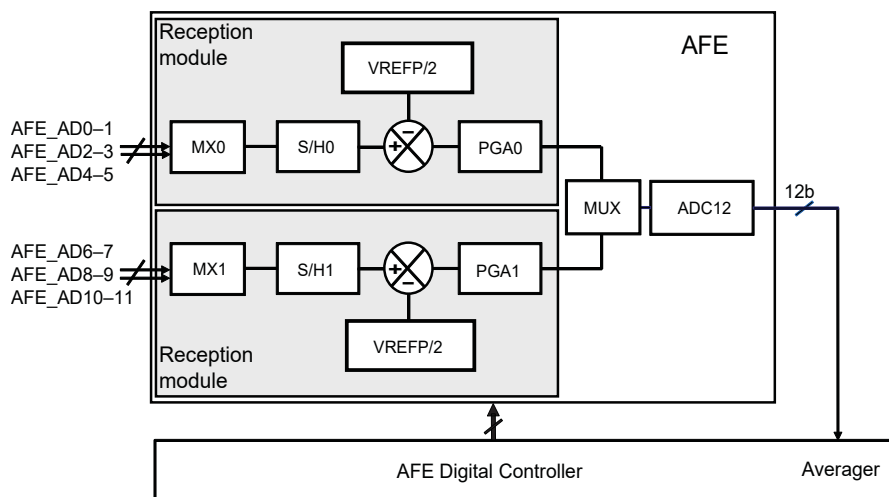 Reception
module
AFE
VREFP/2
AFE_AD0–1
AFE_AD2–3
AFE_AD4–5
MX0
S/H0
−
+
PGA0
MUX
ADC12
12b
AFE_AD6–7
AFE_AD8–9
AFE_AD10–11
MX1
S/H1
+
−
PGA1
VREFP/2
Reception
module
AFE Digital Controller
Averager